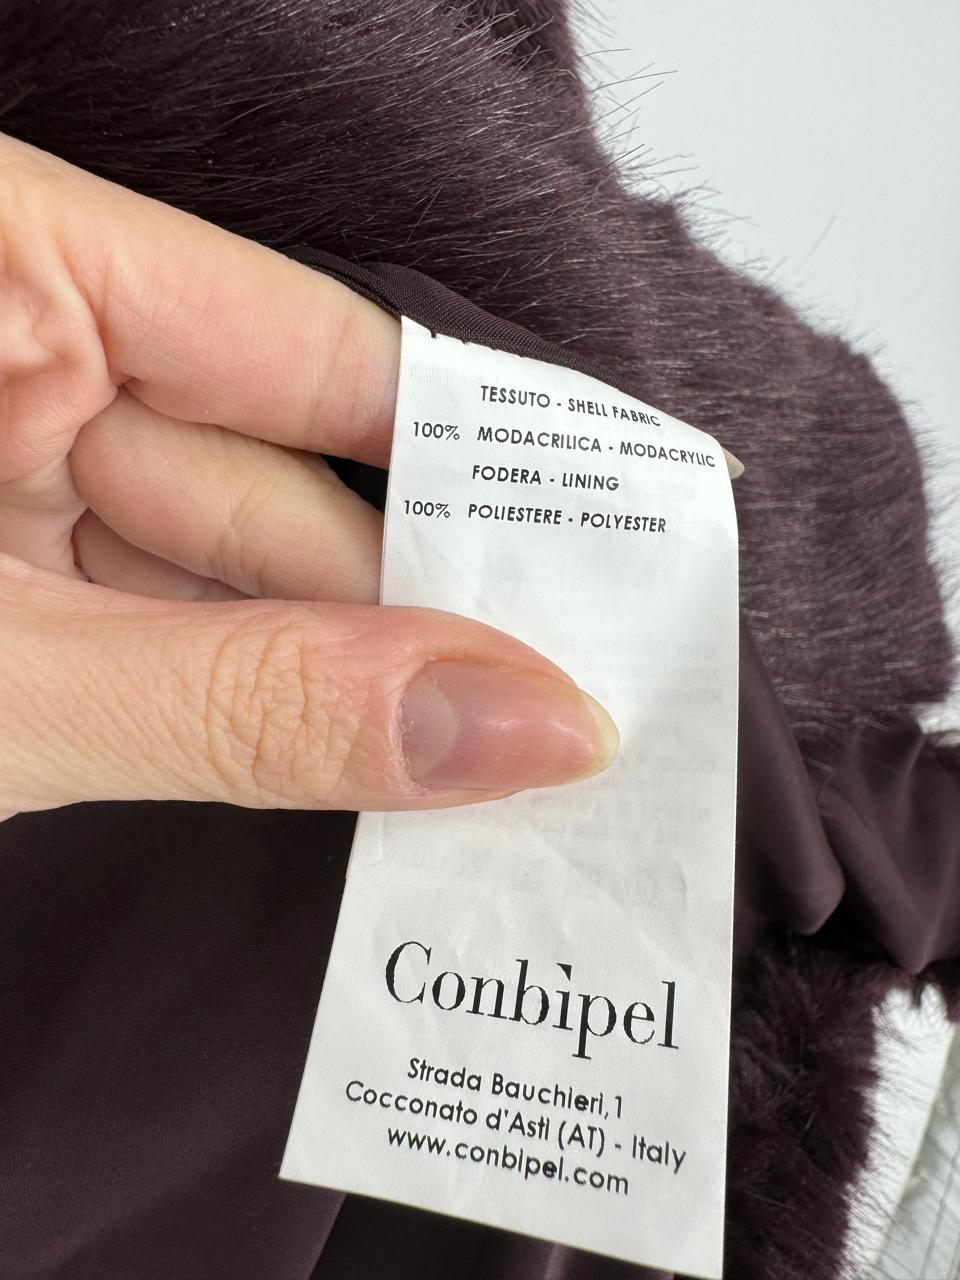 TESSUTO - SHELL FABRIC
100% MODACRILICA - MODACRYLIC
FODERA - LINING
100% POLIESTERE - POLYESTER
Conbipel
Strada Bauchieri,1
Cocconato d'Asti (AT) - Italy
www.conbipel.com